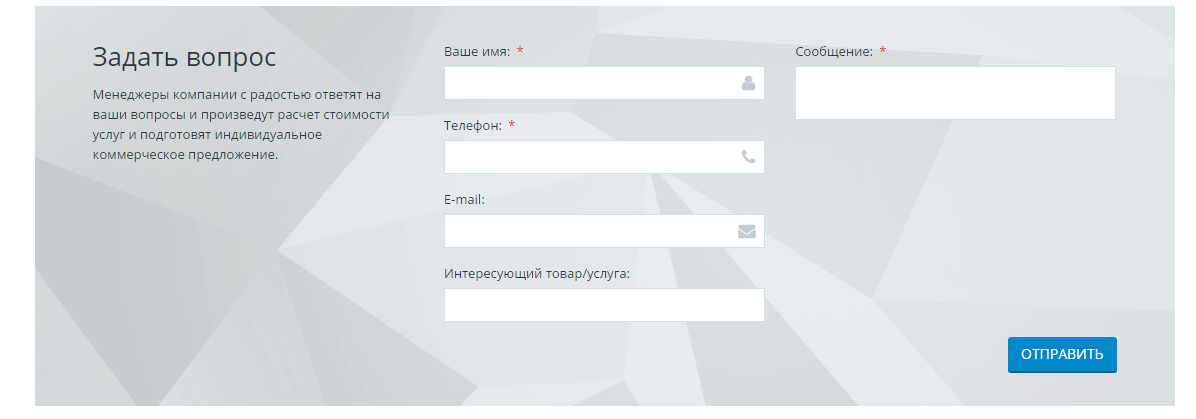 Задать вопрос
Менеджеры компании с радостью ответят на
ваши вопросы и произведут расчет стоимости
услуг и подготовят индивидуальное
коммерческое предложение.
Ваше имя: *
Телефон: *
E-mail:
Интересующий товар/услуга:
Сообщение: *
ОТПРАВИТЬ